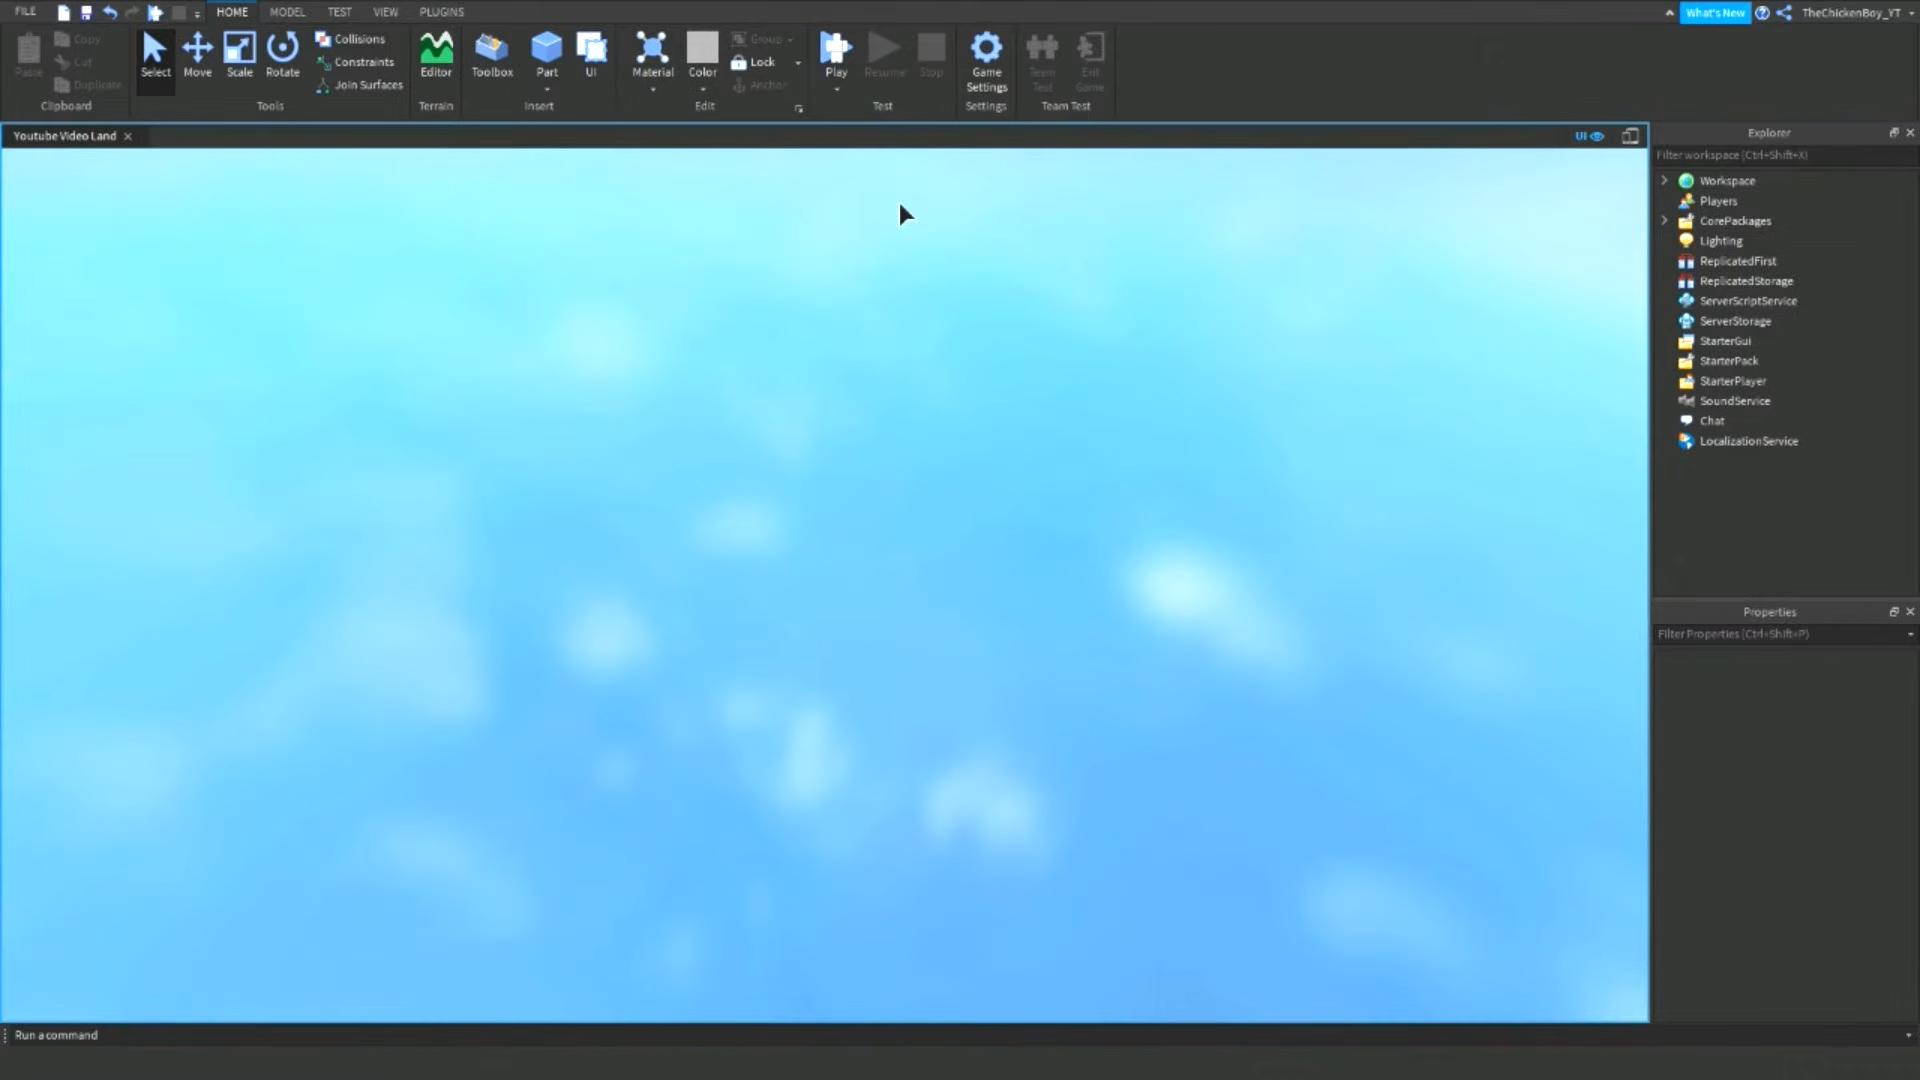 FILE HOME MODEL TEST VIEW PLUGINS What's New TheChickenBoy_YT
Paste
Copy
Cut
Duplicate
Clipboard
Select Move Scale Rotate
Collisions
Constraints
Join Surfaces
Tools
Editor
Terrain
Toolbox Part UI
Insert
Material Color
Group
Lock
Anchor
Edit
Play Resume Stop
Test
Game
Settings
Settings
Team
Test
Exit
Game
Team Test
Youtube Video Land UI
Explorer
Filter workspace (Ctrl+Shift+X)
Workspace
Players
CorePackages
Lighting
ReplicatedFirst
ReplicatedStorage
ServerScriptService
ServerStorage
StarterGui
StarterPack
StarterPlayer
SoundService
Chat
LocalizationService
Properties
Filter Properties (Ctrl+Shift+P)
Run a command